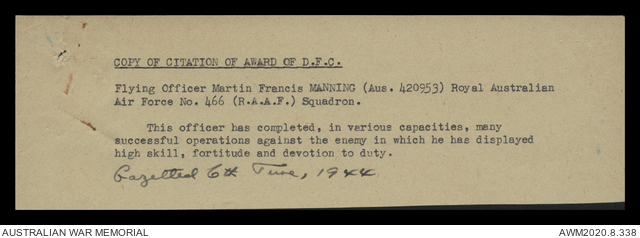 COPY OF CITATION OF AWARD OF D.F.C.
Flying Officer Martin Francis MANNING (Aus. 420953) Royal Australian
Air Force No. 466 (R.A.A.F.) Squadron.
This officer has completed, in various capacities, many
successful operations against the enemy in which he has displayed
high skill, fortitude and devotion to duty.
Gazetted 6th June, 1944
AUSTRALIAN WAR MEMORIAL
AWM2020.8.338